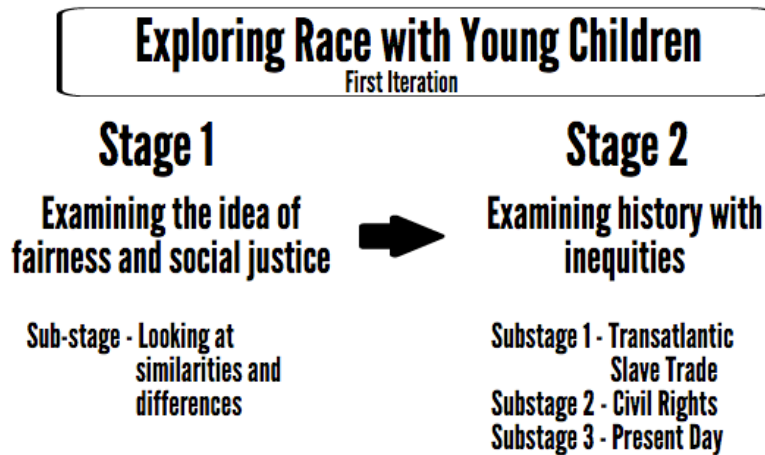 Exploring Race with Young Children
First Iteration
Stage 1
Examining the idea of
fairness and social justice
Sub-stage - Looking at
similarities and
differences
Stage 2
Examining history with
inequities
Substage 1 - Transatlantic
Slave Trade
Substage 2 - Civil Rights
Substage 3 - Present Day